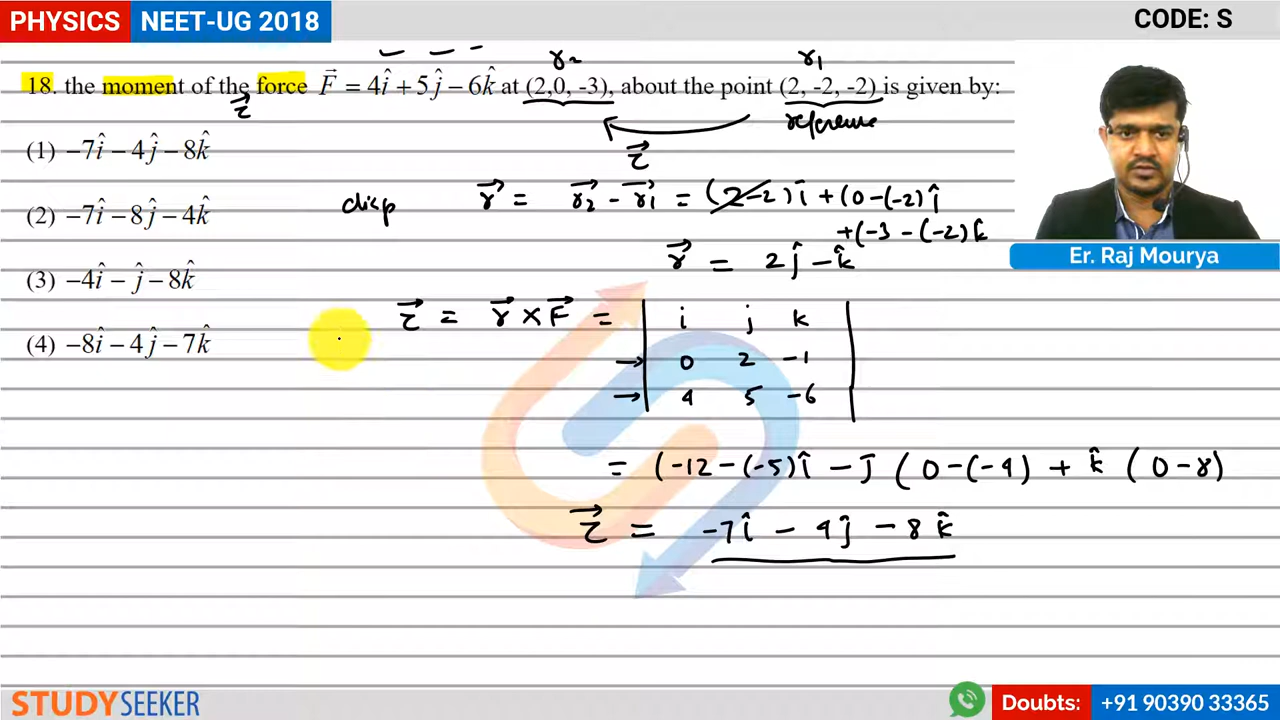 PHYSICS NEET-UG 2018 CODE: S
r₂ r₁
18. the moment of the force F⃗ = 4î + 5ĵ − 6k̂ at (2,0, -3), about the point (2, -2, -2) is given by:
τ⃗ reference
τ⃗
(1) −7î − 4ĵ − 8k̂
disp r⃗ = r⃗₂ − r⃗₁ = (2−2)î + (0−(−2)ĵ
+(−3 − (−2)k̂
(2) −7î − 8ĵ − 4k̂
r⃗ = 2ĵ − k̂
Er. Raj Mourya
(3) −4î − ĵ − 8k̂
τ⃗ = r⃗ × F⃗ = | i j k |
→ | 0 2 −1 |
→ | 4 5 −6 |
(4) −8î − 4ĵ − 7k̂
= (−12 −(−5)î − ĵ (0−(−4) + k̂ (0−8)
τ⃗ = −7î − 4ĵ − 8k̂
STUDYSEEKER Doubts: +91 90390 33365